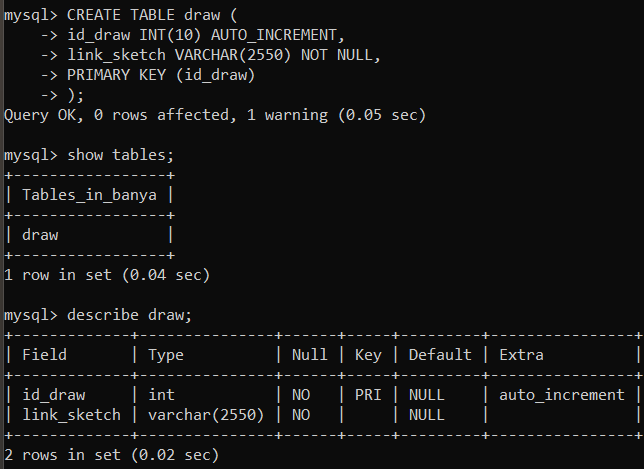 mysql> CREATE TABLE draw (
    -> id_draw INT(10) AUTO_INCREMENT,
    -> link_sketch VARCHAR(2550) NOT NULL,
    -> PRIMARY KEY (id_draw)
    -> );
Query OK, 0 rows affected, 1 warning (0.05 sec)

mysql> show tables;
+-----------------+
| Tables_in_banya |
+-----------------+
| draw            |
+-----------------+
1 row in set (0.04 sec)

mysql> describe draw;
+-------------+---------------+------+-----+---------+----------------+
| Field       | Type          | Null | Key | Default | Extra          |
+-------------+---------------+------+-----+---------+----------------+
| id_draw     | int           | NO   | PRI | NULL    | auto_increment |
| link_sketch | varchar(2550) | NO   |     | NULL    |                |
+-------------+---------------+------+-----+---------+----------------+
2 rows in set (0.02 sec)